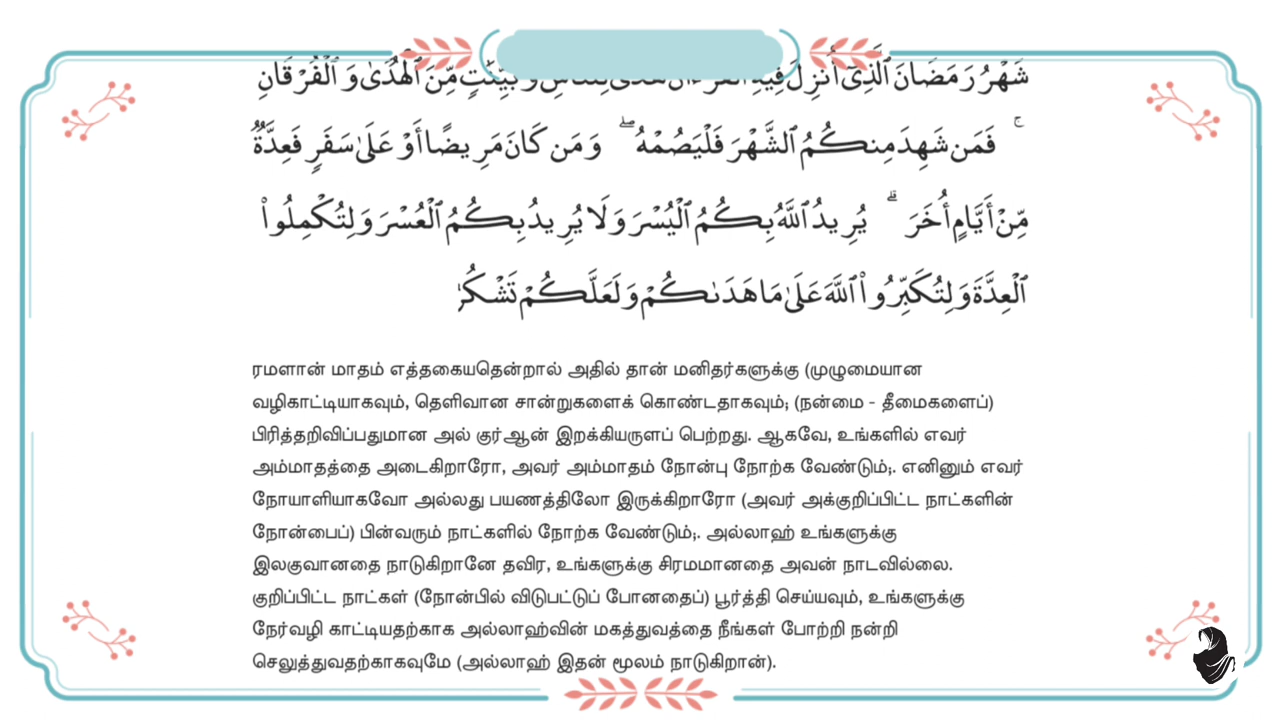 شَهْرُ رَمَضَانَ ٱلَّذِىٓ أُنزِلَ فِيهِ وَٱلْفُرْقَانِ مِّنَ ٱلْهُدَىٰ
ۚ فَمَن شَهِدَ مِنكُمُ ٱلشَّهْرَ فَلْيَصُمْهُ ۖ وَمَن كَانَ مَرِيضًا أَوْ عَلَىٰ سَفَرٍ فَعِدَّةٌ
مِّنْ أَيَّامٍ أُخَرَ ۗ يُرِيدُ ٱللَّهُ بِكُمُ ٱلْيُسْرَ وَلَا يُرِيدُ بِكُمُ ٱلْعُسْرَ وَلِتُكْمِلُوا۟
ٱلْعِدَّةَ وَلِتُكَبِّرُوا۟ ٱللَّهَ عَلَىٰ مَا هَدَىٰكُمْ وَلَعَلَّكُمْ
ரமளான் மாதம் எத்தகையதென்றால் அதில் தான் மனிதர்களுக்கு (முழுமையான
வழிகாட்டியாகவும், தெளிவான சான்றுகளைக் கொண்டதாகவும்; (நன்மை - தீமைகளைப்)
பிரித்தறிவிப்பதுமான அல் குர்ஆன் இறக்கியருளப் பெற்றது. ஆகவே, உங்களில் எவர்
அம்மாதத்தை அடைகிறாரோ, அவர் அம்மாதம் நோன்பு நோற்க வேண்டும்;. எனினும் எவர்
நோயாளியாகவோ அல்லது பயணத்திலோ இருக்கிறாரோ (அவர் அக்குறிப்பிட்ட நாட்களின்
நோன்பைப்) பின்வரும் நாட்களில் நோற்க வேண்டும்;. அல்லாஹ் உங்களுக்கு
இலகுவானதை நாடுகிறானே தவிர, உங்களுக்கு சிரமமானதை அவன் நாடவில்லை.
குறிப்பிட்ட நாட்கள் (நோன்பில் விடுபட்டுப் போனதைப்) பூர்த்தி செய்யவும், உங்களுக்கு
நேர்வழி காட்டியதற்காக அல்லாஹ்வின் மகத்துவத்தை நீங்கள் போற்றி நன்றி
செலுத்துவதற்காகவுமே (அல்லாஹ் இதன் மூலம் நாடுகிறான்).